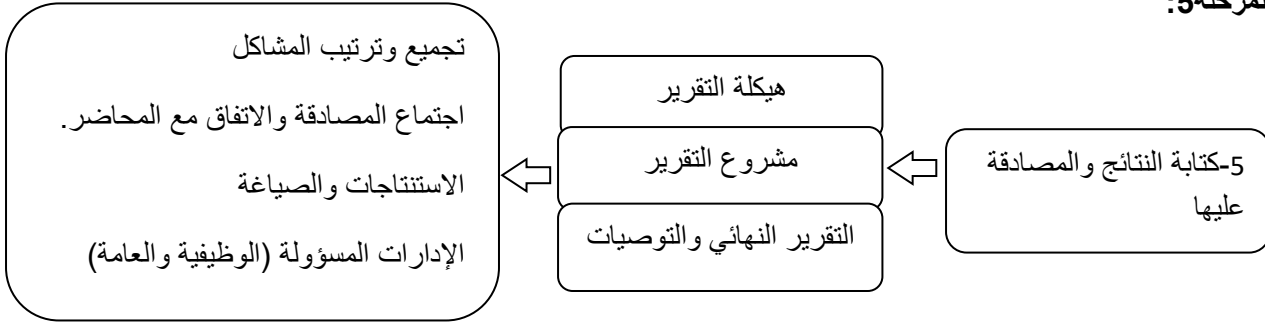 المرحلة5:
5-كتابة النتائج والمصادقة
عليها
هيكلة التقرير
مشروع التقرير
التقرير النهائي والتوصيات
تجميع وترتيب المشاكل
اجتماع المصادقة والاتفاق مع المحاضر.
الاستنتاجات والصياغة
الإدارات المسؤولة (الوظيفية والعامة)